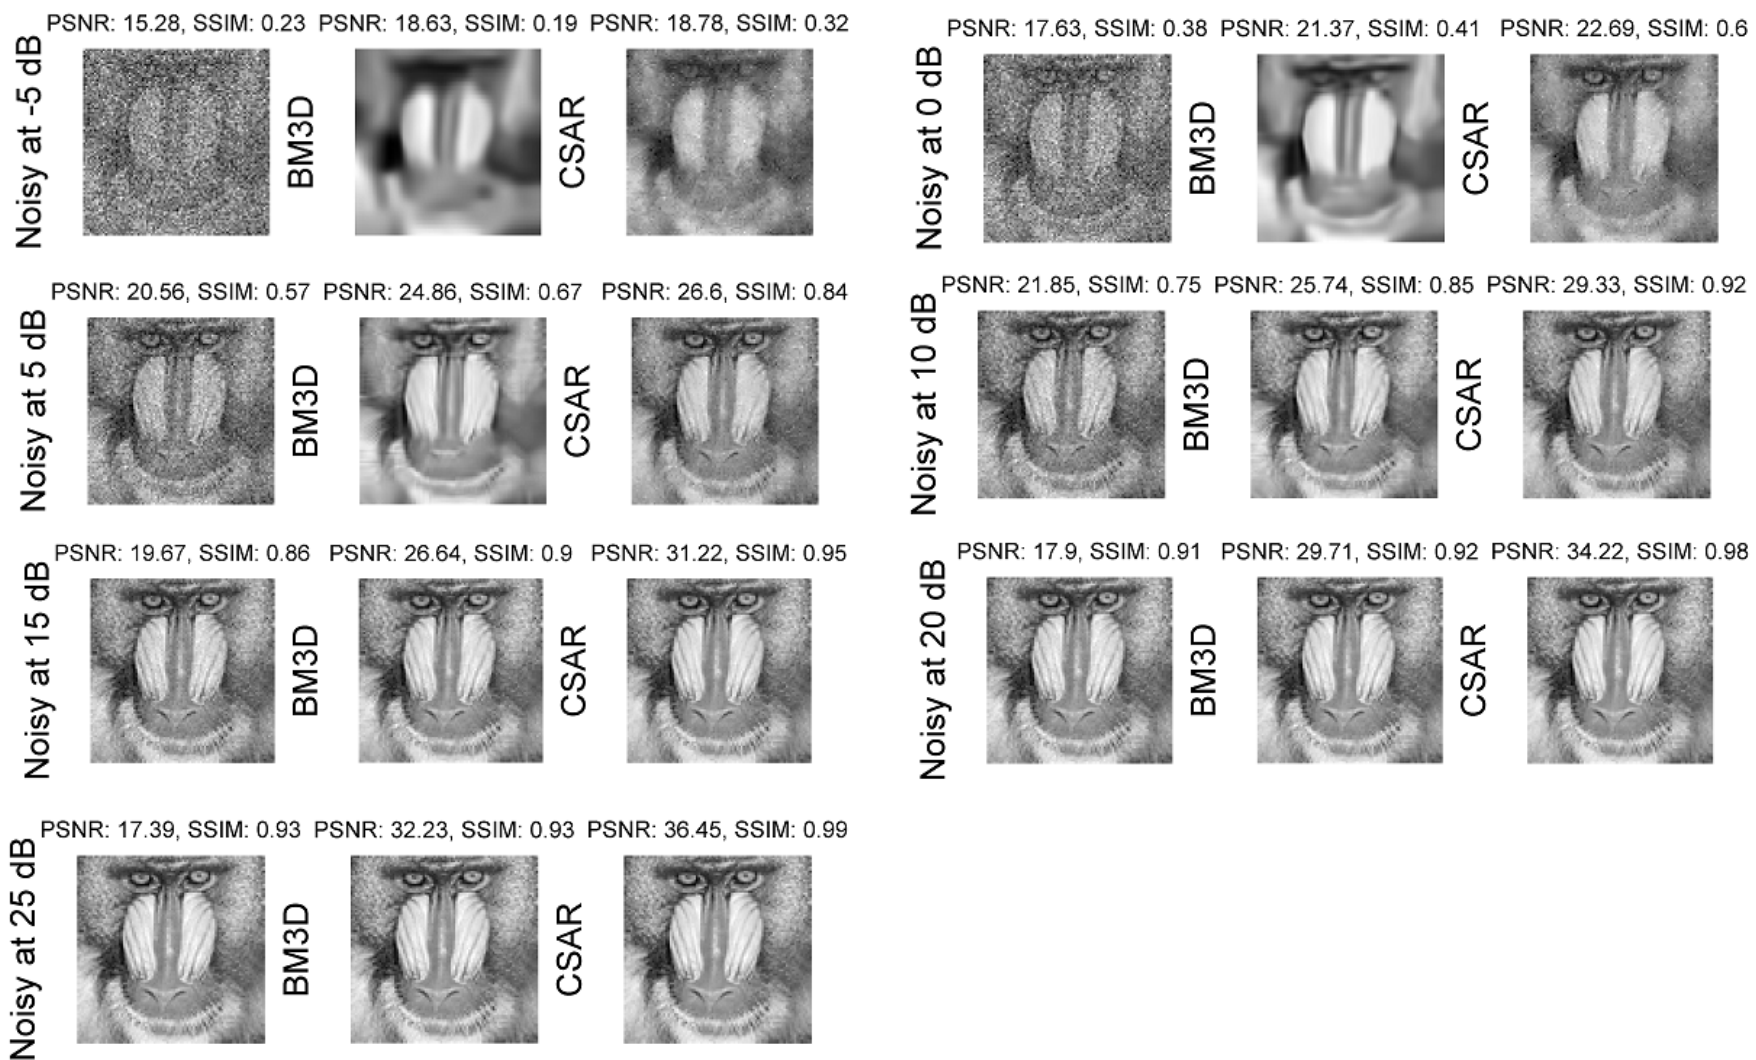 PSNR: 15.28, SSIM: 0.23 PSNR: 18.63, SSIM: 0.19 PSNR: 18.78, SSIM: 0.32
Noisy at -5 dB
BM3D
CSAR
PSNR: 17.63, SSIM: 0.38 PSNR: 21.37, SSIM: 0.41 PSNR: 22.69, SSIM: 0.6
Noisy at 0 dB
BM3D
CSAR
PSNR: 20.56, SSIM: 0.57 PSNR: 24.86, SSIM: 0.67 PSNR: 26.6, SSIM: 0.84
Noisy at 5 dB
BM3D
CSAR
PSNR: 21.85, SSIM: 0.75 PSNR: 25.74, SSIM: 0.85 PSNR: 29.33, SSIM: 0.92
Noisy at 10 dB
BM3D
CSAR
PSNR: 19.67, SSIM: 0.86 PSNR: 26.64, SSIM: 0.9 PSNR: 31.22, SSIM: 0.95
Noisy at 15 dB
BM3D
CSAR
PSNR: 17.9, SSIM: 0.91 PSNR: 29.71, SSIM: 0.92 PSNR: 34.22, SSIM: 0.98
Noisy at 20 dB
BM3D
CSAR
PSNR: 17.39, SSIM: 0.93 PSNR: 32.23, SSIM: 0.93 PSNR: 36.45, SSIM: 0.99
Noisy at 25 dB
BM3D
CSAR